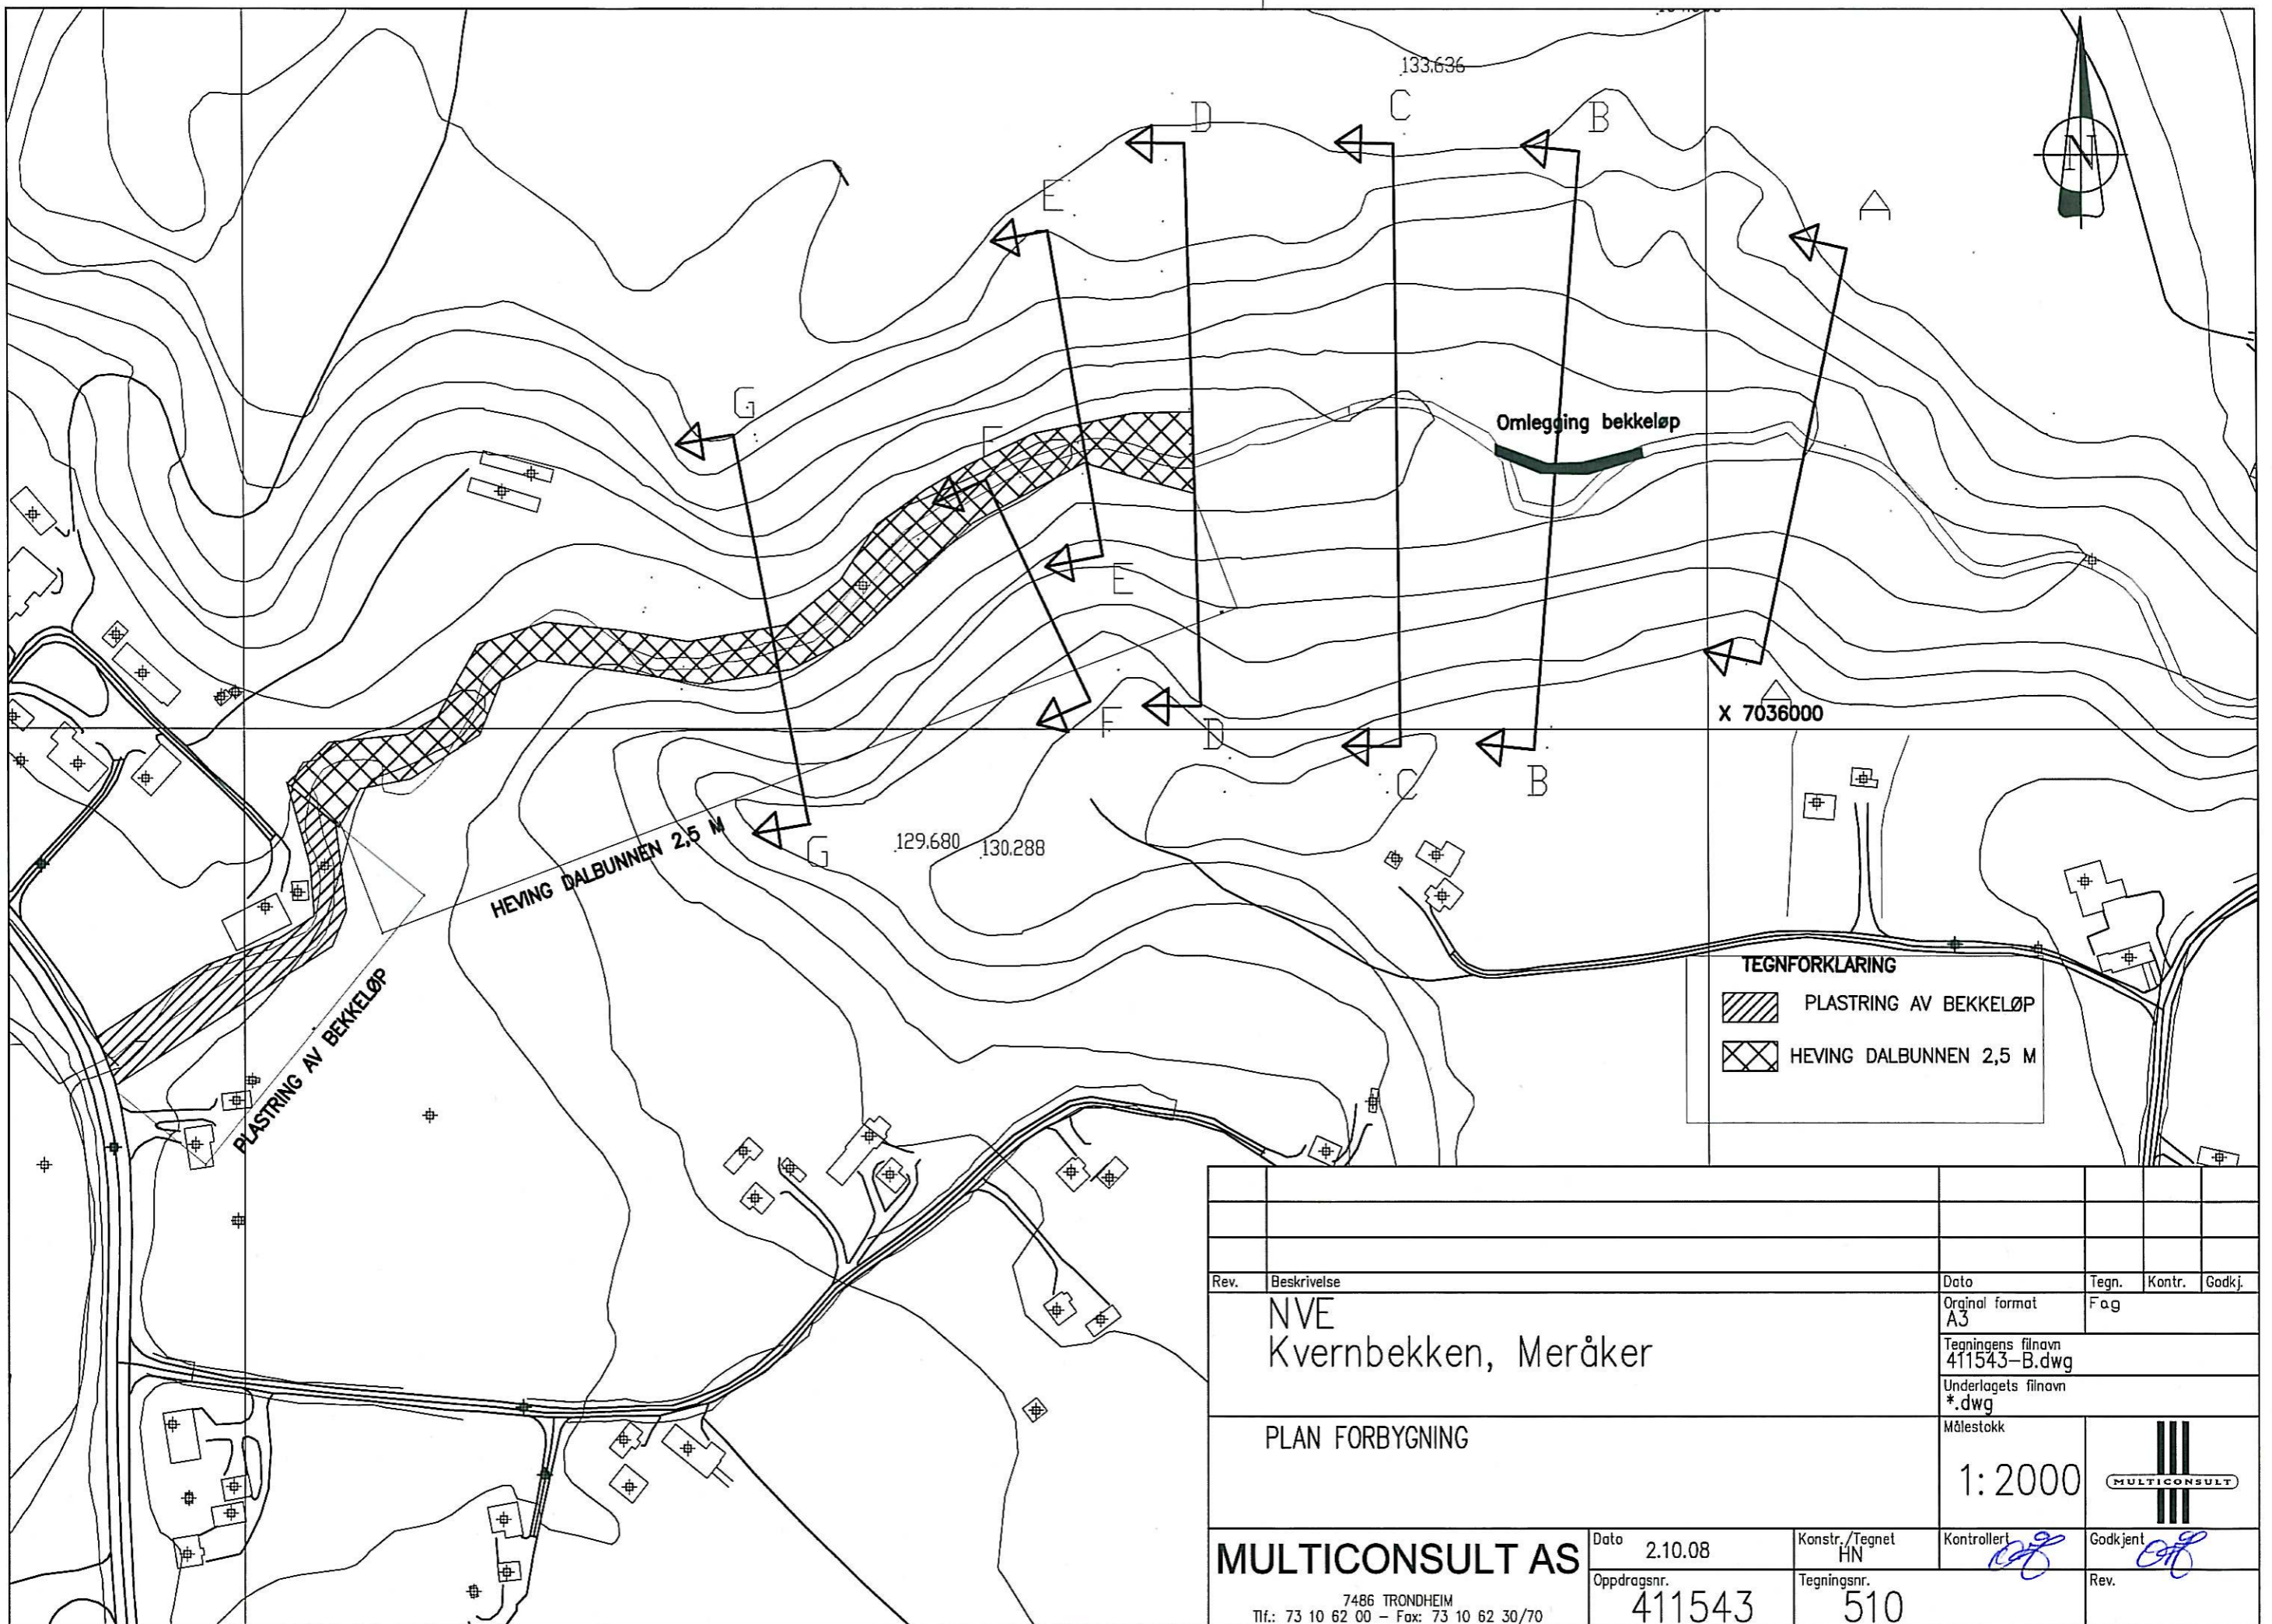 133.636
D
C
B
E
A
N
G
F
Omlegging bekkeløp
E
F
D
A
X 7036000
C
B
G
129.680
130.288
HEVING DALBUNNEN 2,5 M
PLASTRING AV BEKKELØP
TEGNFORKLARING
PLASTRING AV BEKKELØP
HEVING DALBUNNEN 2,5 M
Rev. Beskrivelse Dato Tegn. Kontr. Godkj.
NVE
Kvernbekken, Meråker
Orginal format
A3
Fag
Tegningens filnavn
411543-B.dwg
Underlagets filnavn
*.dwg
PLAN FORBYGNING
Målestokk
1:2000
MULTICONSULT
MULTICONSULT AS
7486 TRONDHEIM
Tlf.: 73 10 62 00 – Fax: 73 10 62 30/70
Dato 2.10.08
Konstr./Tegnet
HN
Kontrollert
Godkjent
Oppdragsnr.
411543
Tegningsnr.
510
Rev.